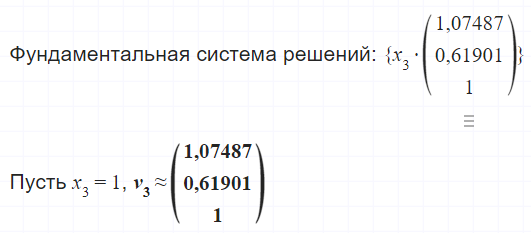 Фундаментальная система решений: {x₃ · (1,07487
0,61901
1)}
Пусть x₃ = 1, v₃ ≈ (1,07487
0,61901
1)